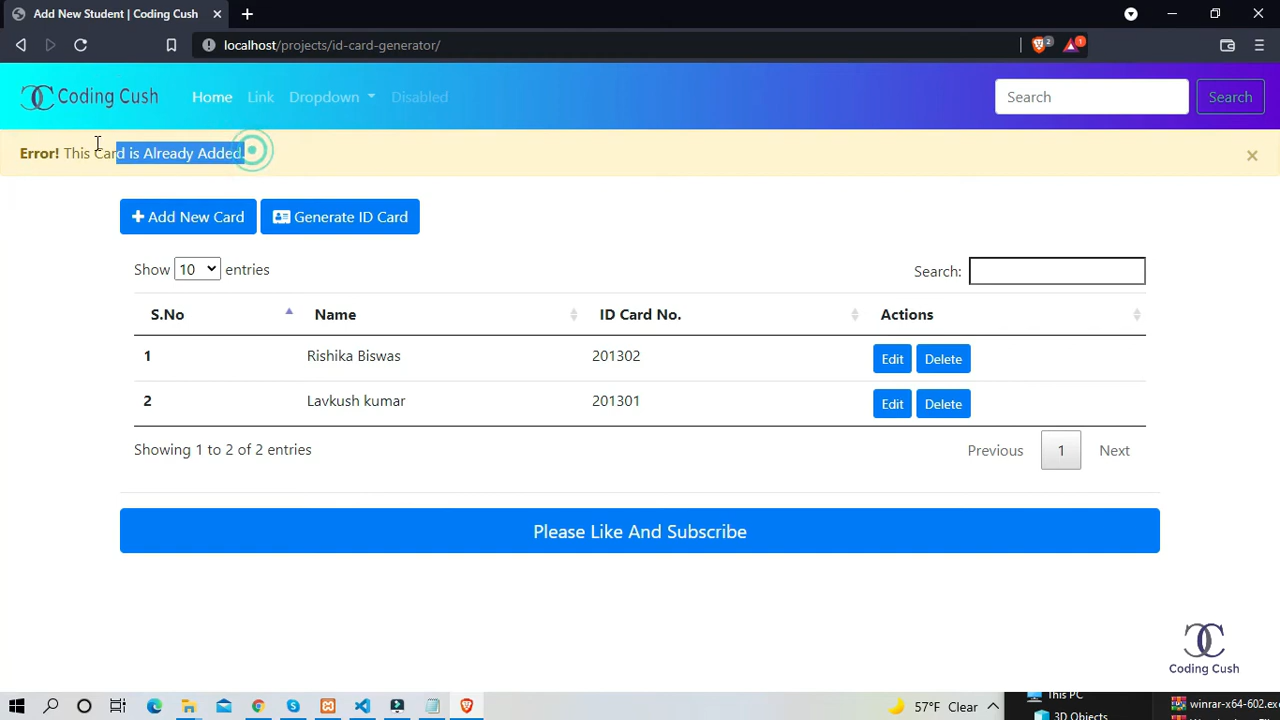 Add New Student | Coding Cush
localhost/projects/id-card-generator/
2
1
Coding Cush
Home Link Dropdown Disabled
Search Search
Error! This Card is Already Added.
Add New Card Generate ID Card
Show 10 entries
Search:
S.No Name ID Card No. Actions
1 Rishika Biswas 201302 Edit Delete
2 Lavkush kumar 201301 Edit Delete
Showing 1 to 2 of 2 entries
Previous 1 Next
Please Like And Subscribe
Coding Cush
57°F Clear
This PC
3D Objects
winrar-x64-602.exe